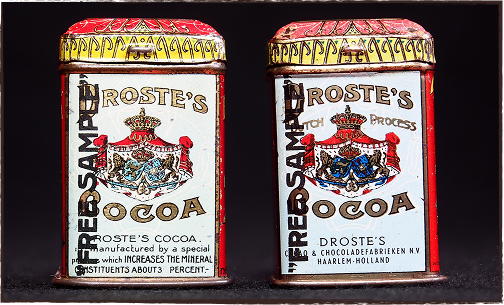 DROSTE'S
COCOA
"FREE SAMPLE"
DROSTE'S COCOA.
manufactured by a special
process which INCREASES THE MINERAL
CONSTITUENTS ABOUT 3 PERCENT.-
DROSTE'S
DUTCH PROCESS
COCOA
"FREE SAMPLE"
DROSTE'S
CACAO & CHOCOLADEFABRIEKEN N.V.
HAARLEM-HOLLAND